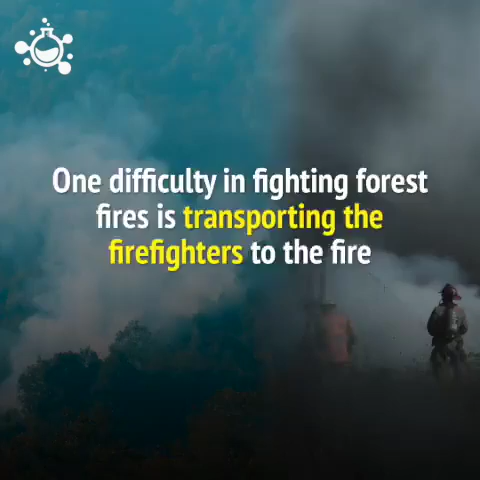 One difficulty in fighting forest
fires is transporting the
firefighters to the fire